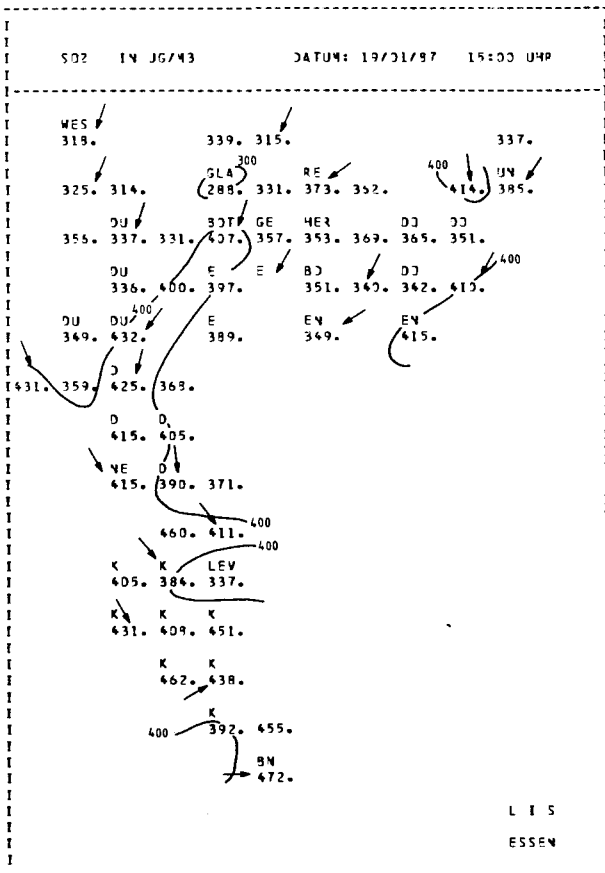 SO2 IN UG/M3 DATUM: 19/01/87 15:00 UHR
WES
318. 339. 315. 337.
300
GLA RE 400 UN
325. 314. 288. 331. 373. 362. 414. 385.
DU BOT GE HER DO DO
356. 337. 331. 407. 357. 353. 369. 365. 351.
400
DU E E BO DO
336. 400. 397. 351. 340. 342. 410.
400
DU DU E EN EN
349. 432. 389. 349. 415.
D
431. 359. 425. 368.
D D
415. 405.
NE D
415. 390. 371.
400
460. 411.
400
K K LEV
405. 384. 337.
K K K
431. 409. 451.
K K
462. 438.
K
400 392. 455.
BN
472.
L I S
ESSEN